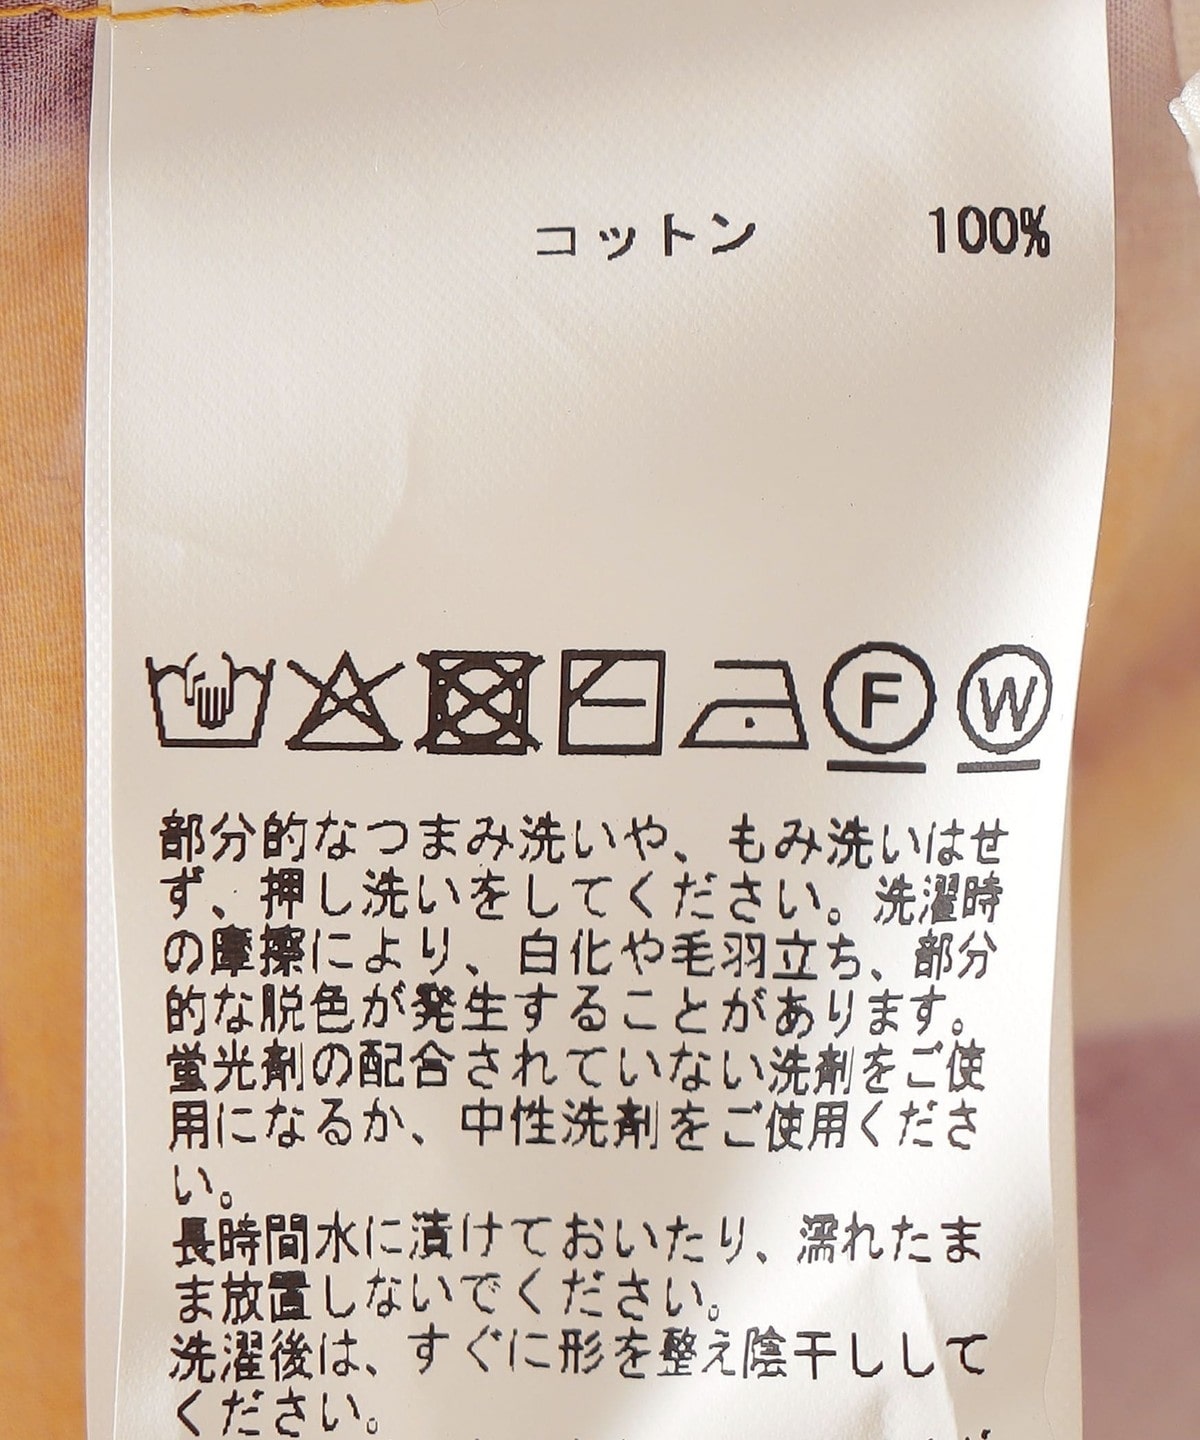 コットン 100%
F W
部分的なつまみ洗いや、もみ洗いはせ
ず、押し洗いをしてください。洗濯時
の摩擦により、白化や毛羽立ち、部分
的な脱色が発生することがあります。
蛍光剤の配合されていない洗剤をご使
用になるか、中性洗剤をご使用くださ
い。
長時間水に漬けておいたり、濡れたま
ま放置しないでください。
洗濯後は、すぐに形を整え陰干しして
ください。